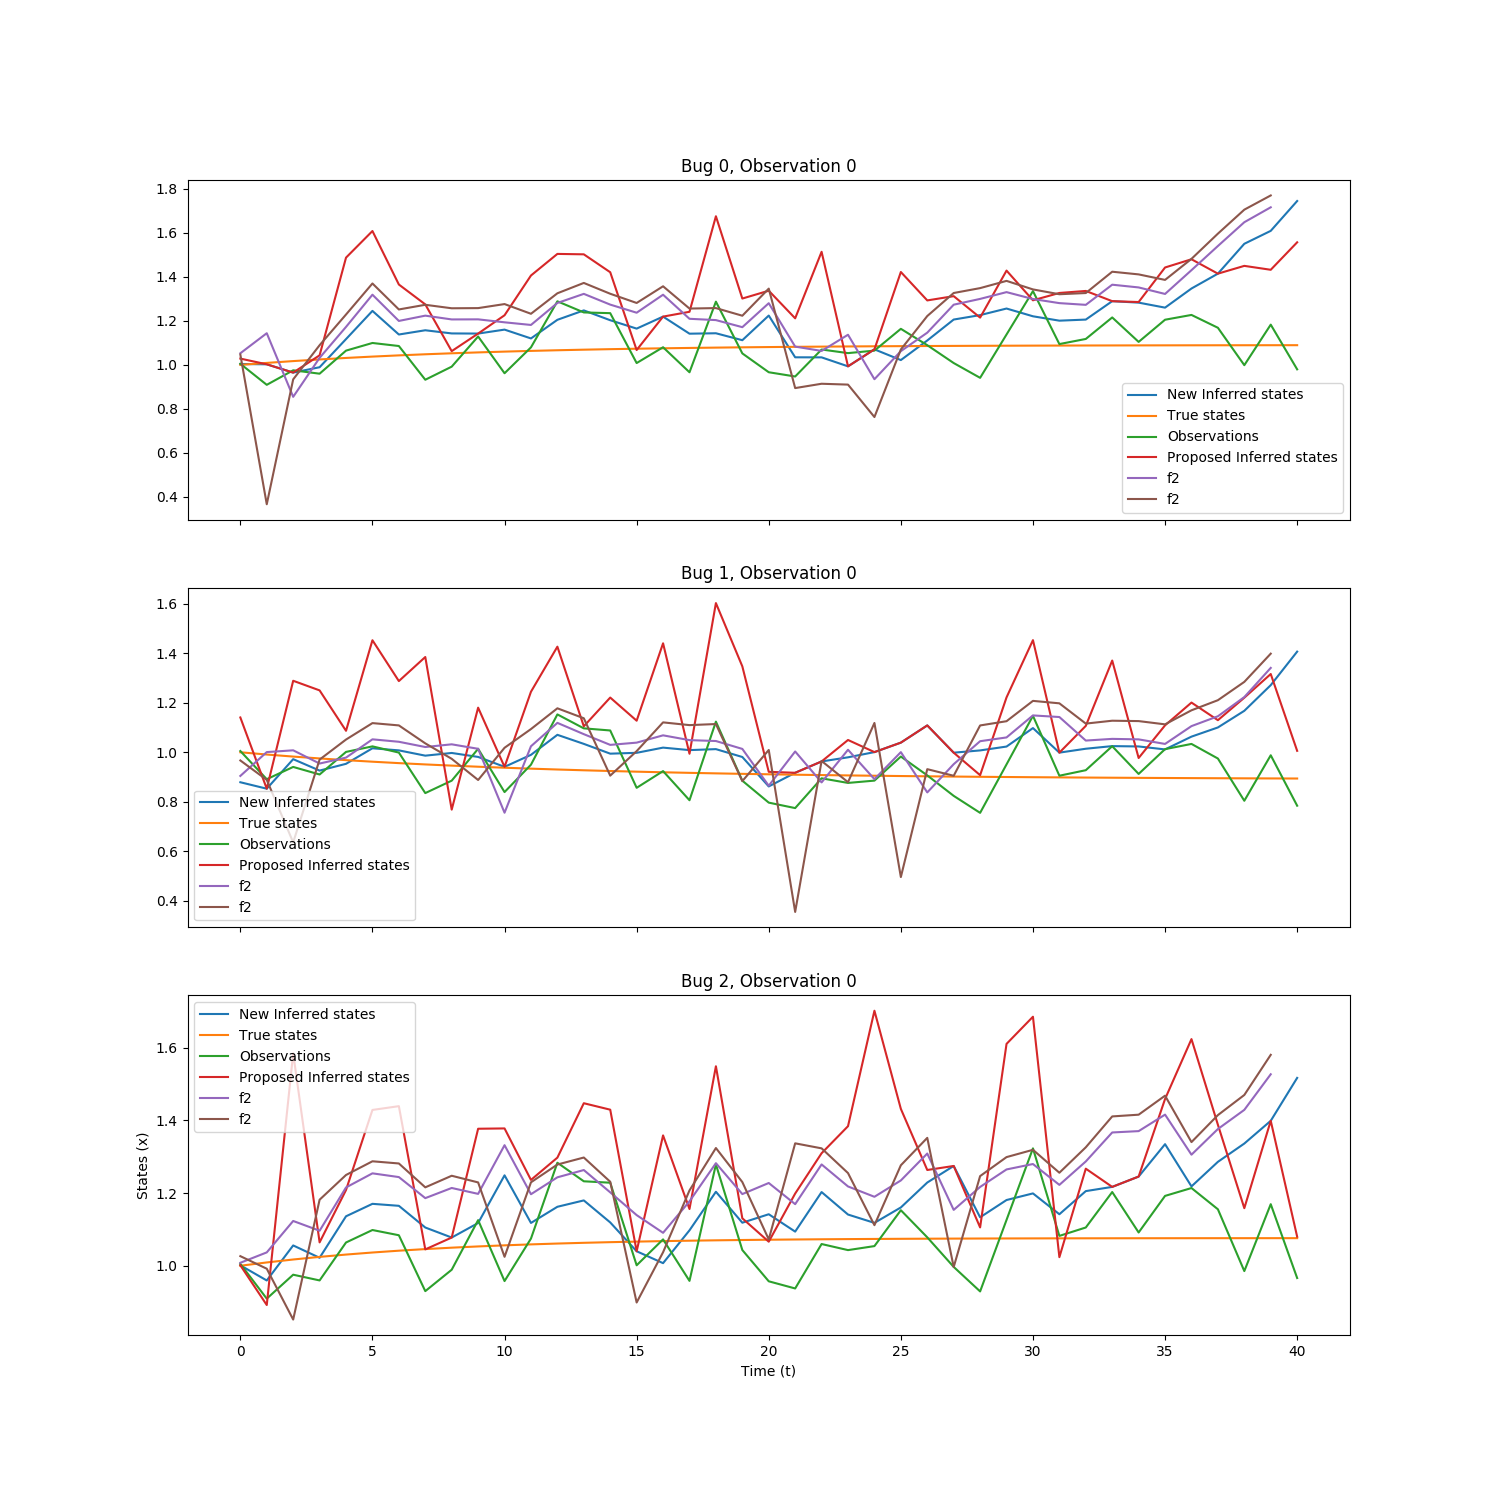 Bug 0, Observation 0
1.8
1.6
1.4
1.2
1.0
0.8
0.6
0.4
New Inferred states
True states
Observations
Proposed Inferred states
f2
f2
Bug 1, Observation 0
1.6
1.4
1.2
1.0
0.8
0.6
0.4
New Inferred states
True states
Observations
Proposed Inferred states
f2
f2
Bug 2, Observation 0
States (x)
1.6
1.4
1.2
1.0
New Inferred states
True states
Observations
Proposed Inferred states
f2
f2
0 5 10 15 20 25 30 35 40
Time (t)